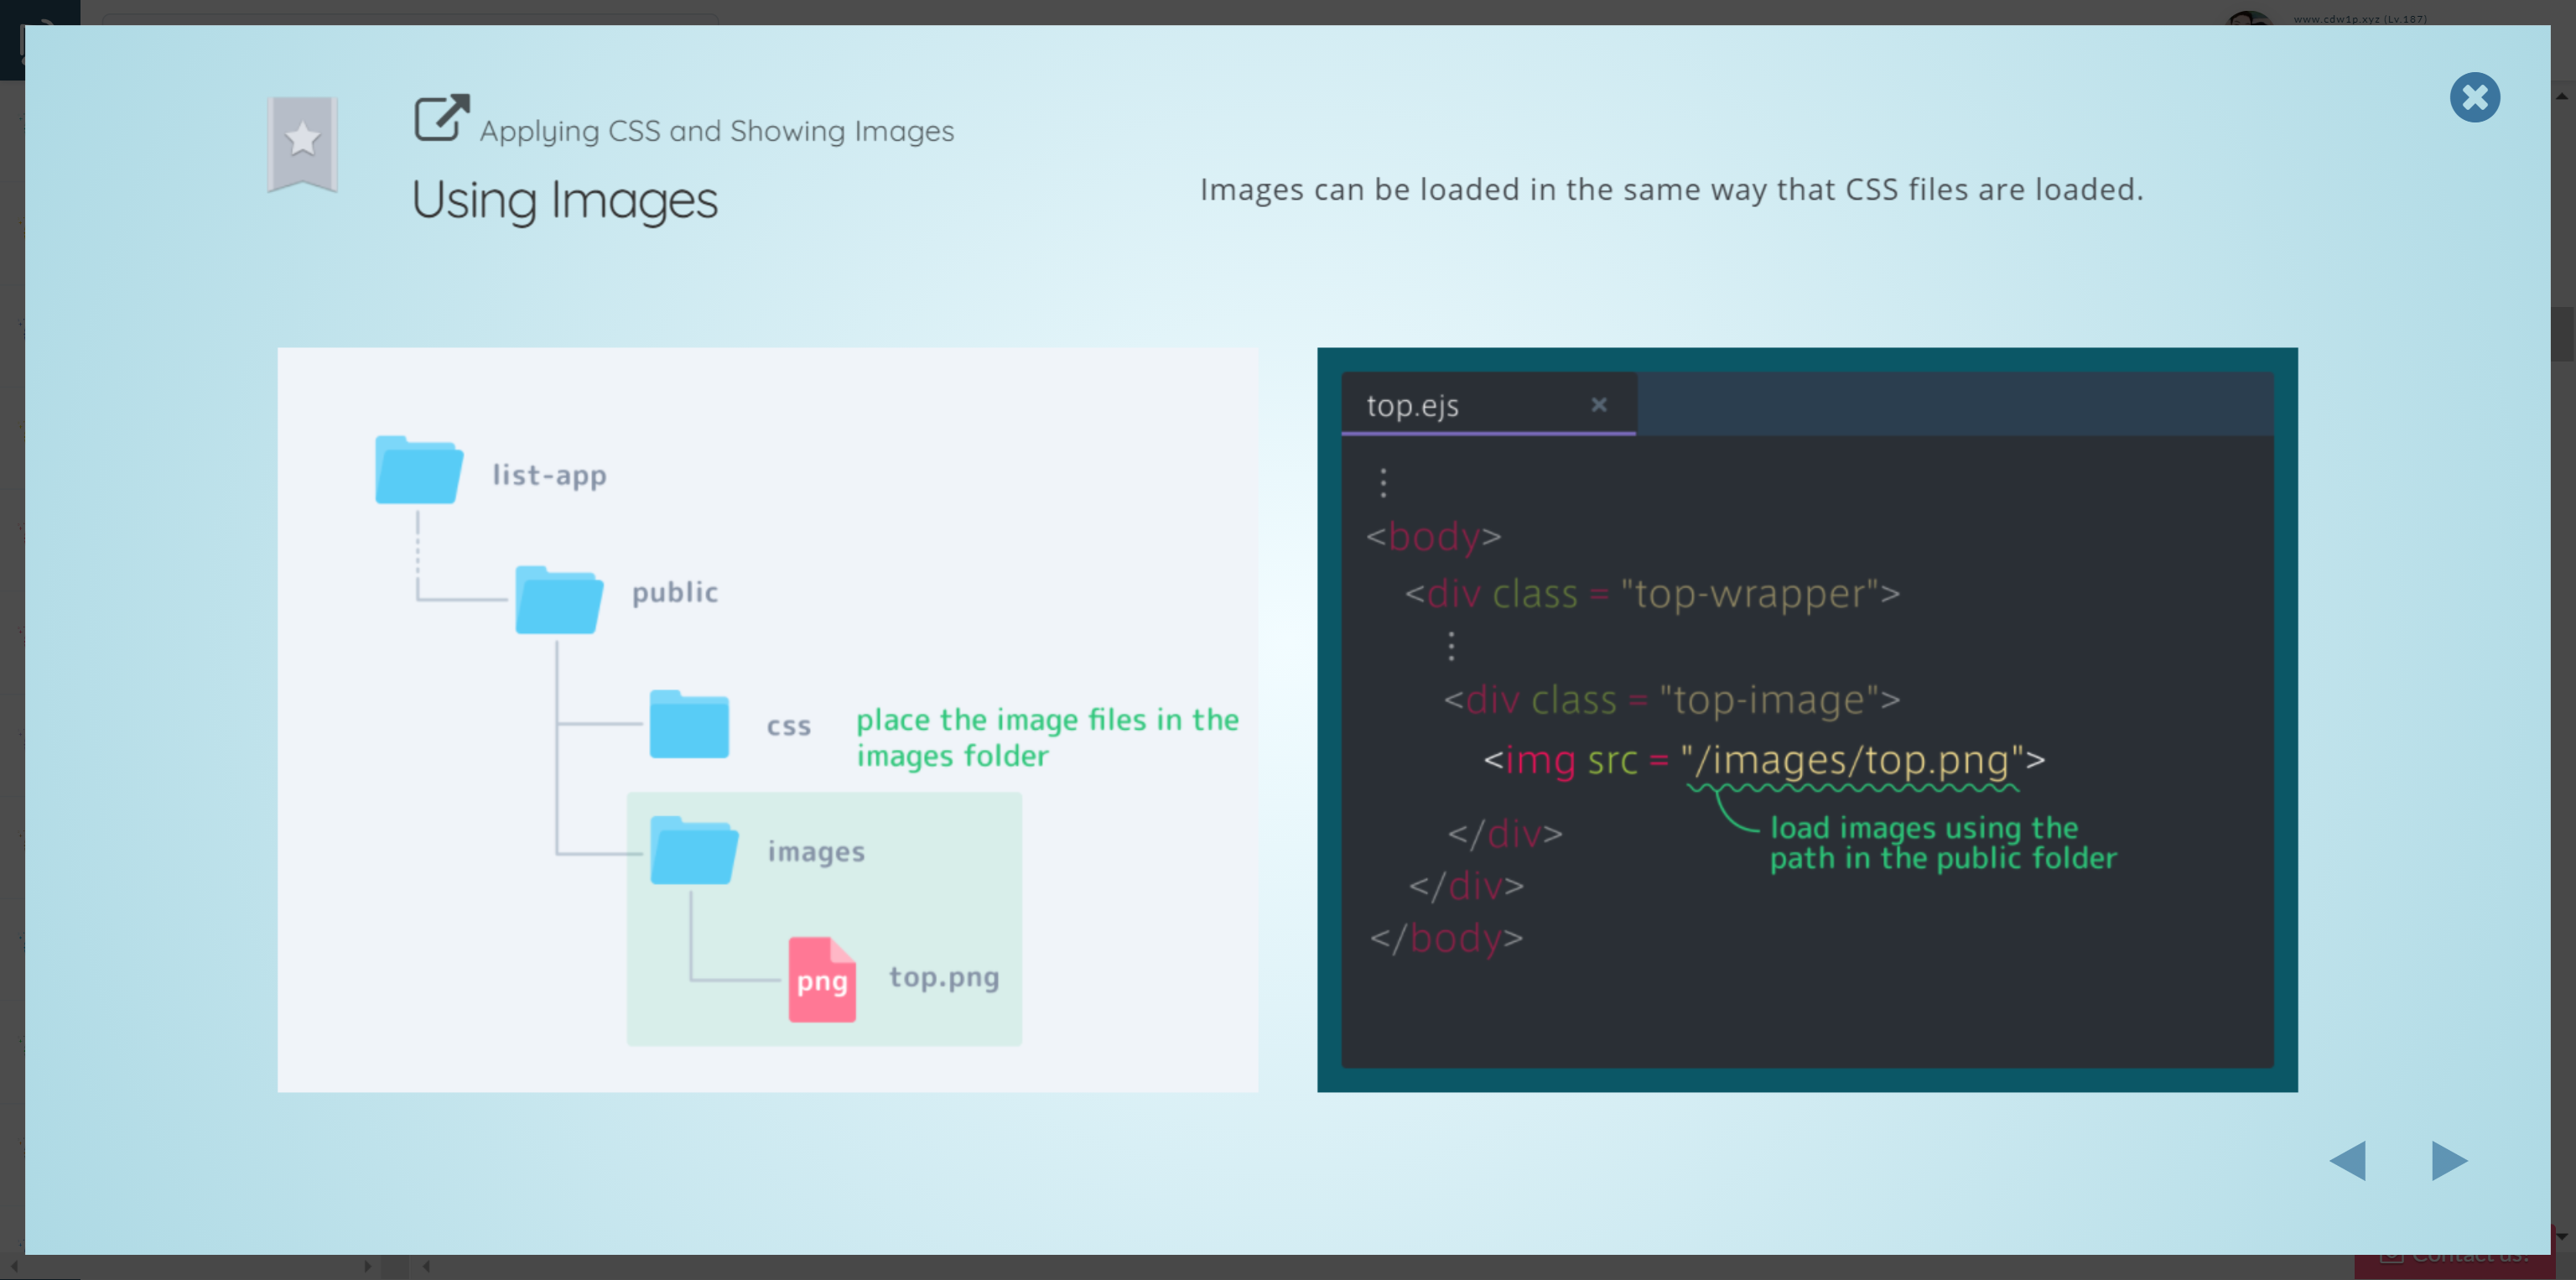 www.cdw1p.xyz (Lv.187)
Applying CSS and Showing Images
Using Images
Images can be loaded in the same way that CSS files are loaded.
list-app
public
css
place the image files in the
images folder
images
png
top.png
top.ejs
<body>
<div class = "top-wrapper">
<div class = "top-image">
<img src = "/images/top.png">
load images using the
path in the public folder
</div>
</div>
</body>
Contact us!